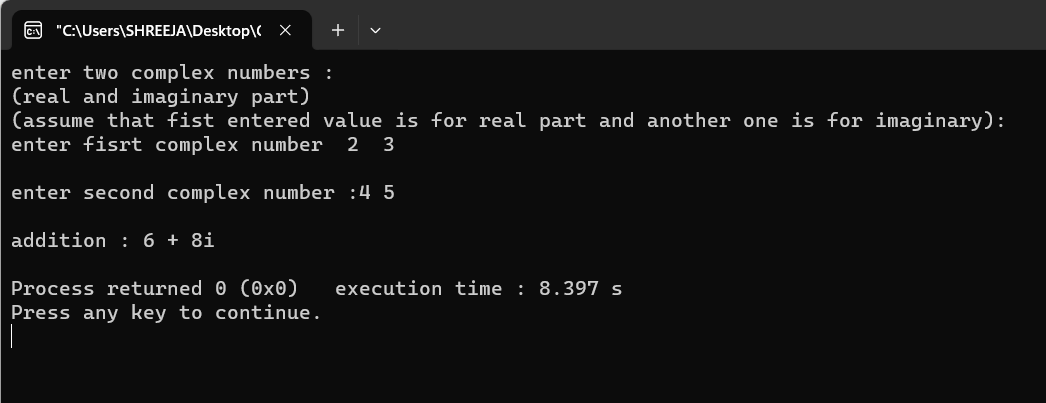 "C:\Users\SHREEJA\Desktop\C
enter two complex numbers :
(real and imaginary part)
(assume that fist entered value is for real part and another one is for imaginary):
enter fisrt complex number  2  3
enter second complex number :4 5
addition : 6 + 8i
Process returned 0 (0x0)   execution time : 8.397 s
Press any key to continue.